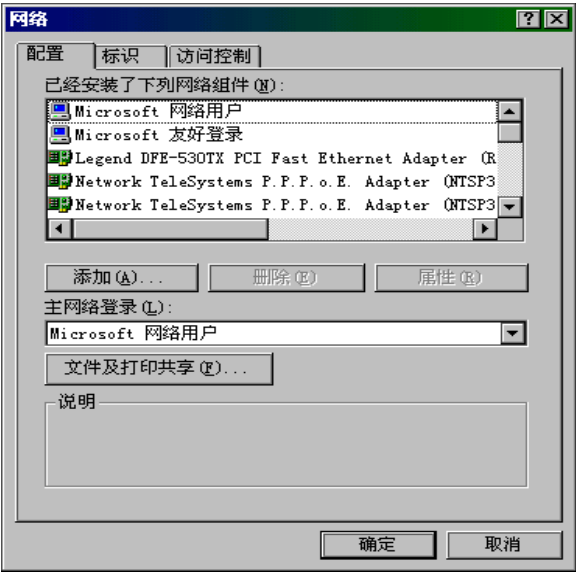 网络
配置 标识 访问控制
已经安装了下列网络组件(N):
Microsoft 网络用户
Microsoft 友好登录
Legend DFE-530TX PCI Fast Ethernet Adapter (R
Network TeleSystems P.P.P.o.E. Adapter (NTSP3
Network TeleSystems P.P.P.o.E. Adapter (NTSP3
添加(A)... 删除(E) 属性(R)
主网络登录(L):
Microsoft 网络用户
文件及打印共享(F)...
说明
确定 取消